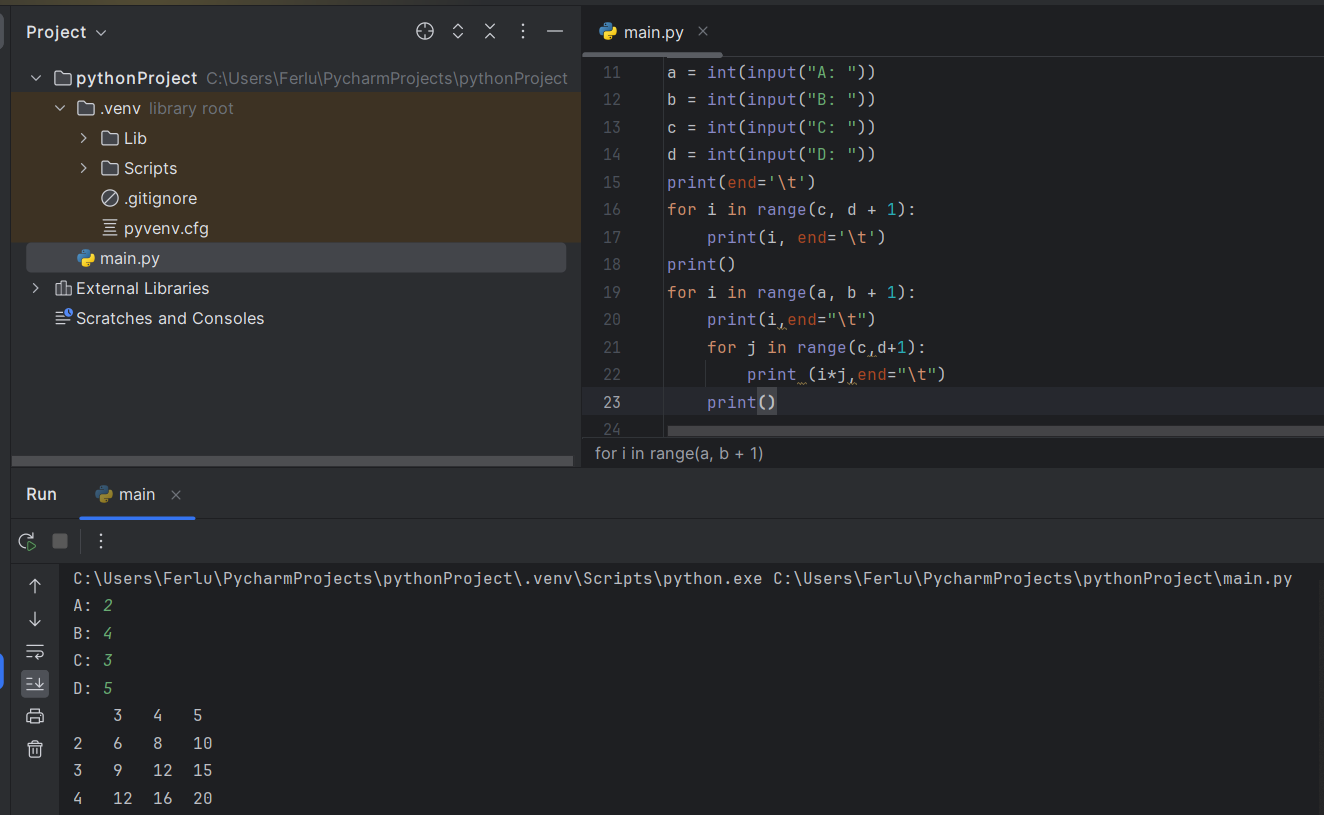 Project
pythonProject C:\Users\Ferlu\PycharmProjects\pythonProject
.venv library root
Lib
Scripts
.gitignore
pyvenv.cfg
main.py
External Libraries
Scratches and Consoles
main.py
11 a = int(input("A: "))
12 b = int(input("B: "))
13 c = int(input("C: "))
14 d = int(input("D: "))
15 print(end='\t')
16 for i in range(c, d + 1):
17     print(i, end='\t')
18 print()
19 for i in range(a, b + 1):
20     print(i,end="\t")
21     for j in range(c,d+1):
22         print (i*j,end="\t")
23     print()
24
for i in range(a, b + 1)
Run main
C:\Users\Ferlu\PycharmProjects\pythonProject\.venv\Scripts\python.exe C:\Users\Ferlu\PycharmProjects\pythonProject\main.py
A: 2
B: 4
C: 3
D: 5
    3   4   5
2   6   8   10
3   9   12  15
4   12  16  20